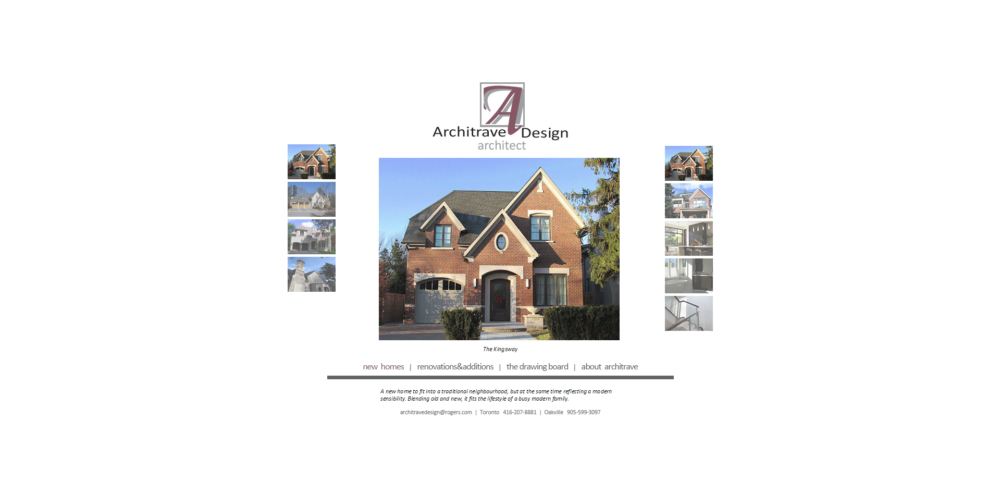 A
Architrave Design
architect
The Kingsway
new homes | renovations&additions | the drawing board | about architrave
A new home to fit into a traditional neighbourhood, but at the same time reflecting a modern
sensibility. Blending old and new, it fits the lifestyle of a busy modern family.
architravedesign@rogers.com | Toronto 416-207-8881 | Oakville 905-599-3097